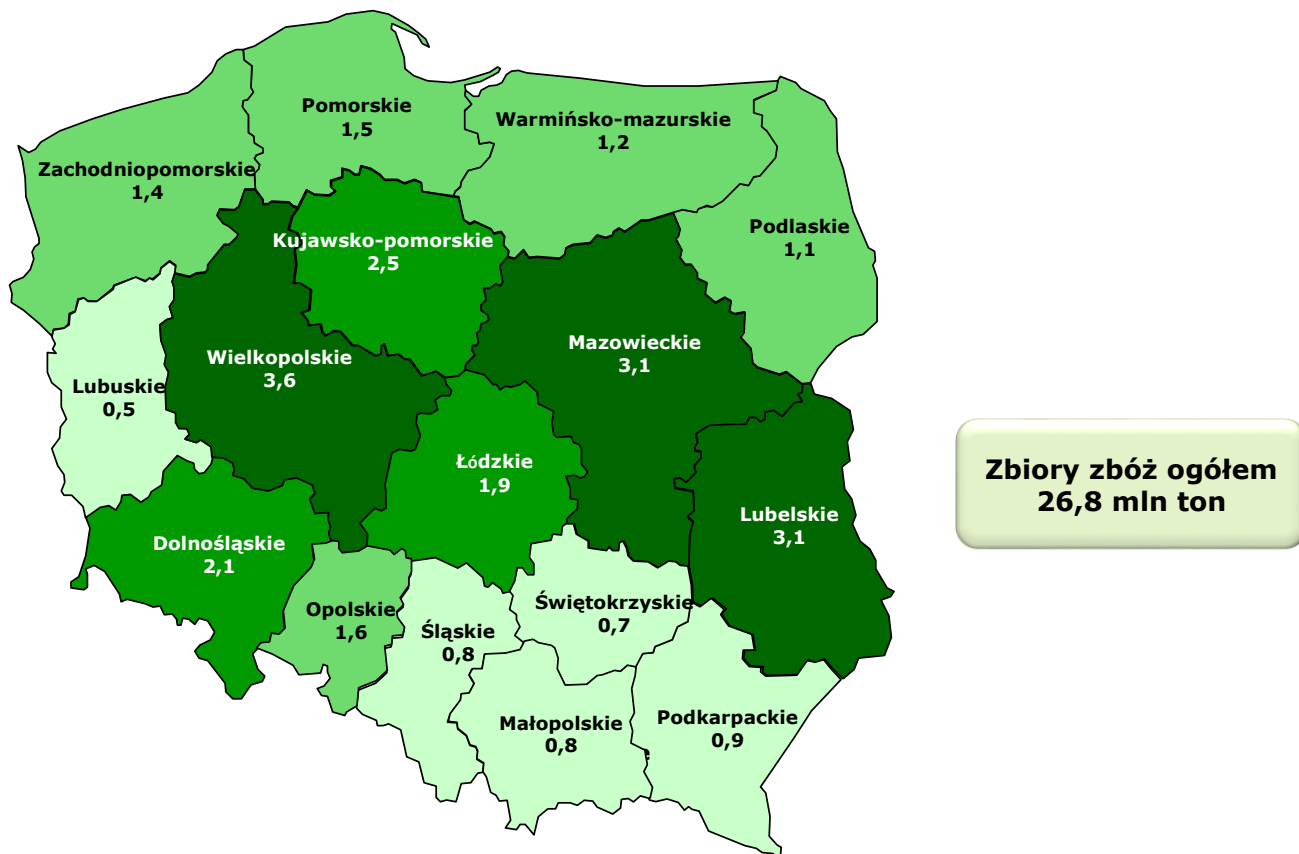 Pomorskie
1,5
Warmińsko-mazurskie
1,2
Zachodniopomorskie
1,4
Podlaskie
1,1
Kujawsko-pomorskie
2,5
Mazowieckie
3,1
Wielkopolskie
3,6
Lubuskie
0,5
Łódzkie
1,9
Zbiory zbóż ogółem
26,8 mln ton
Lubelskie
3,1
Dolnośląskie
2,1
Opolskie
1,6
Świętokrzyskie
0,7
Śląskie
0,8
Małopolskie
0,8
Podkarpackie
0,9